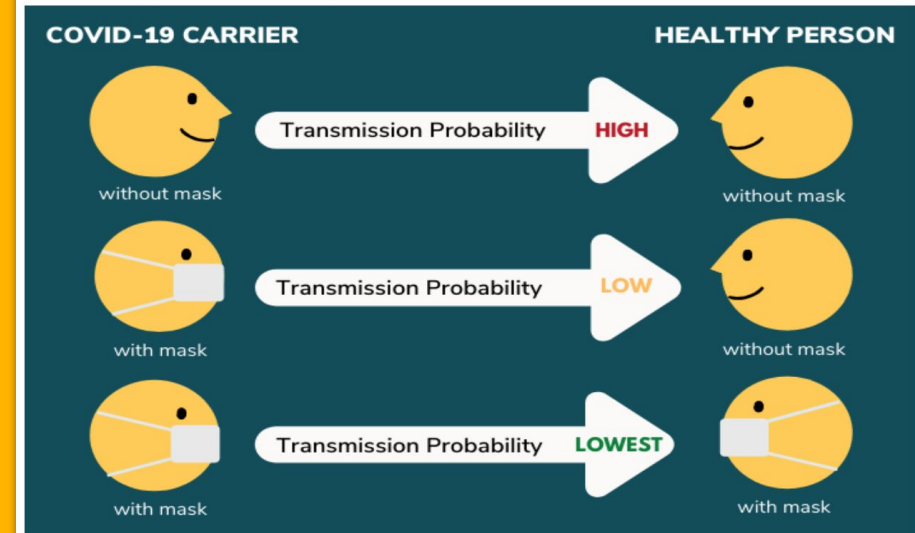 COVID-19 CARRIER
HEALTHY PERSON
Transmission Probability HIGH
without mask
without mask
Transmission Probability LOW
with mask
without mask
Transmission Probability LOWEST
with mask
with mask